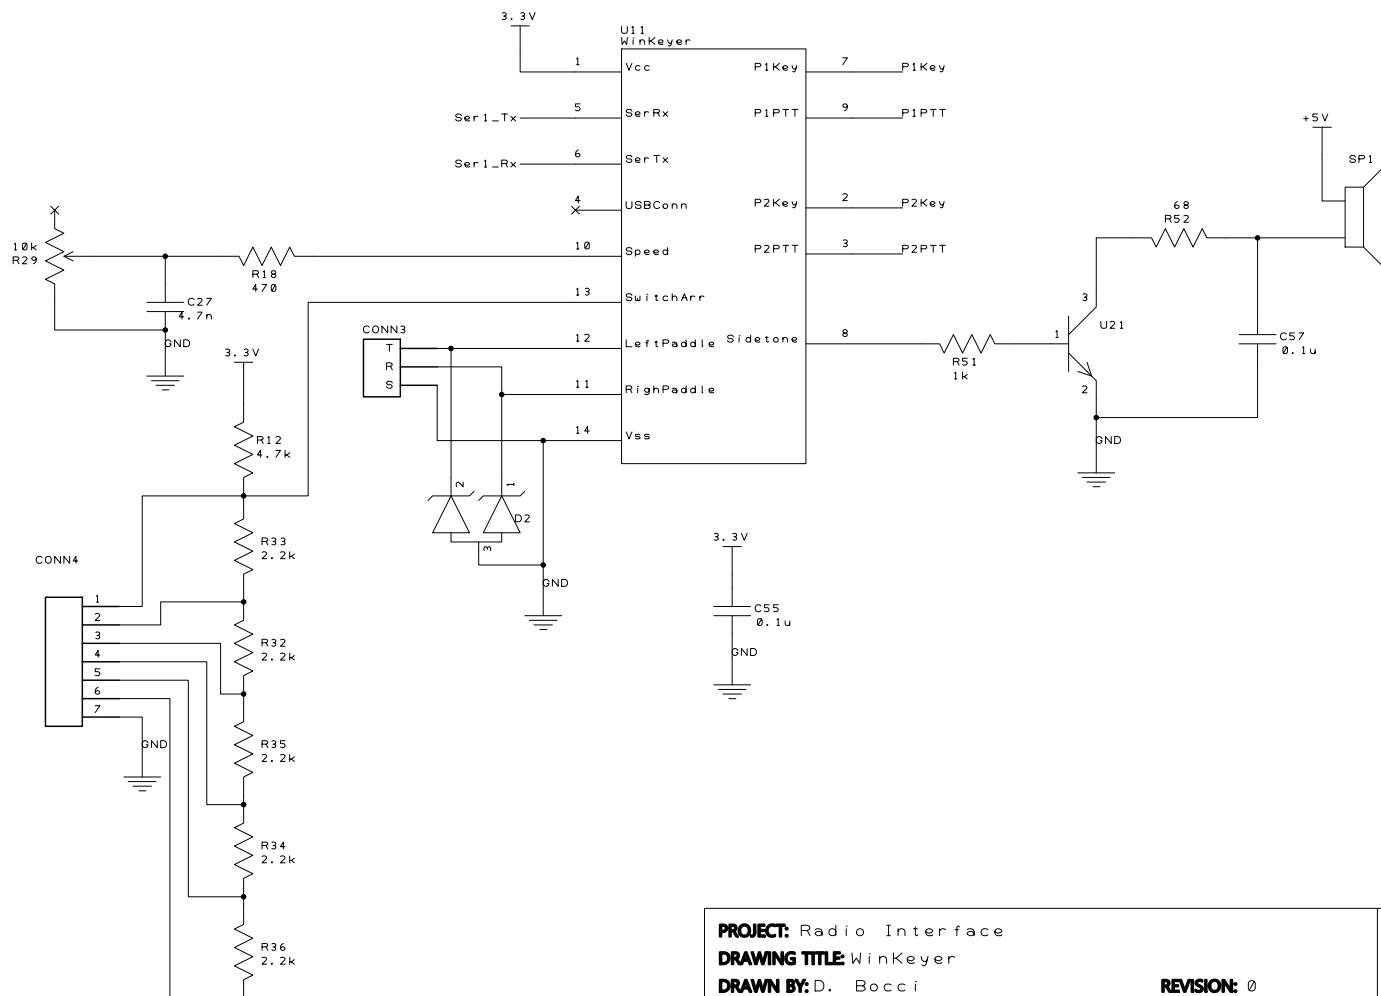 3.3V
U11
WinKeyer
1 Vcc P1Key 7 P1Key
Ser1_Tx 5 SerRx P1PTT 9 P1PTT
+5V
Ser1_Rx 6 SerTx
SP1
4 USBConn P2Key 2 P2Key
68
R52
10k
R29
10 Speed P2PTT 3 P2PTT
R18
470
13 SwitchArr
3
C27
4.7n
U21
CONN3
GND
T 12 LeftPaddle Sidetone 8
1
C57
0.1u
3.3V
R
R51
1k
S 11 RighPaddle
2
14 Vss
GND
R12
4.7k
2 1
D2
3
3.3V
R33
2.2k
CONN4
GND
1
2
3
4
5
6
7
C55
0.1u
R32
2.2k
GND
GND
R35
2.2k
R34
2.2k
R36
2.2k
PROJECT: Radio Interface
DRAWING TITLE: WinKeyer
DRAWN BY: D. Bocci REVISION: 0